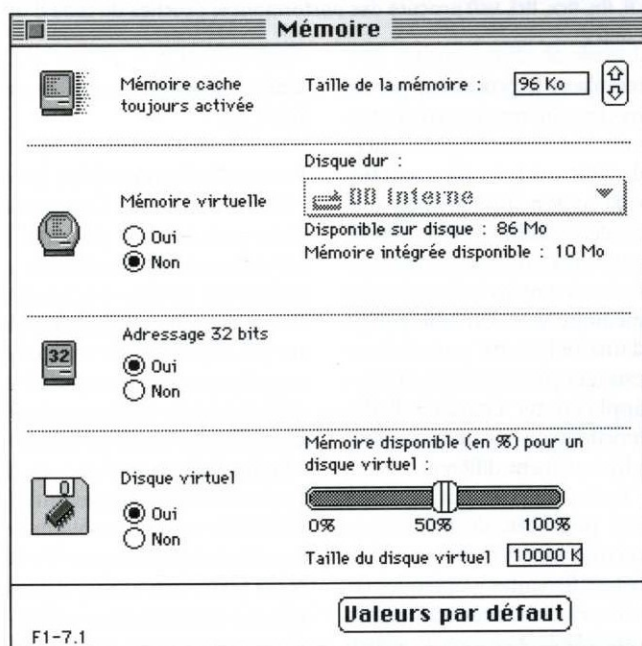 Mémoire
Mémoire cache
toujours activée
Taille de la mémoire :
96 Ko
Disque dur :
DD Interne
Mémoire virtuelle
Oui
Non
Disponible sur disque : 86 Mo
Mémoire intégrée disponible : 10 Mo
32
Adressage 32 bits
Oui
Non
Mémoire disponible (en %) pour un
disque virtuel :
Disque virtuel
Oui
Non
0% 50% 100%
Taille du disque virtuel 10000 K
Valeurs par défaut
F1-7.1